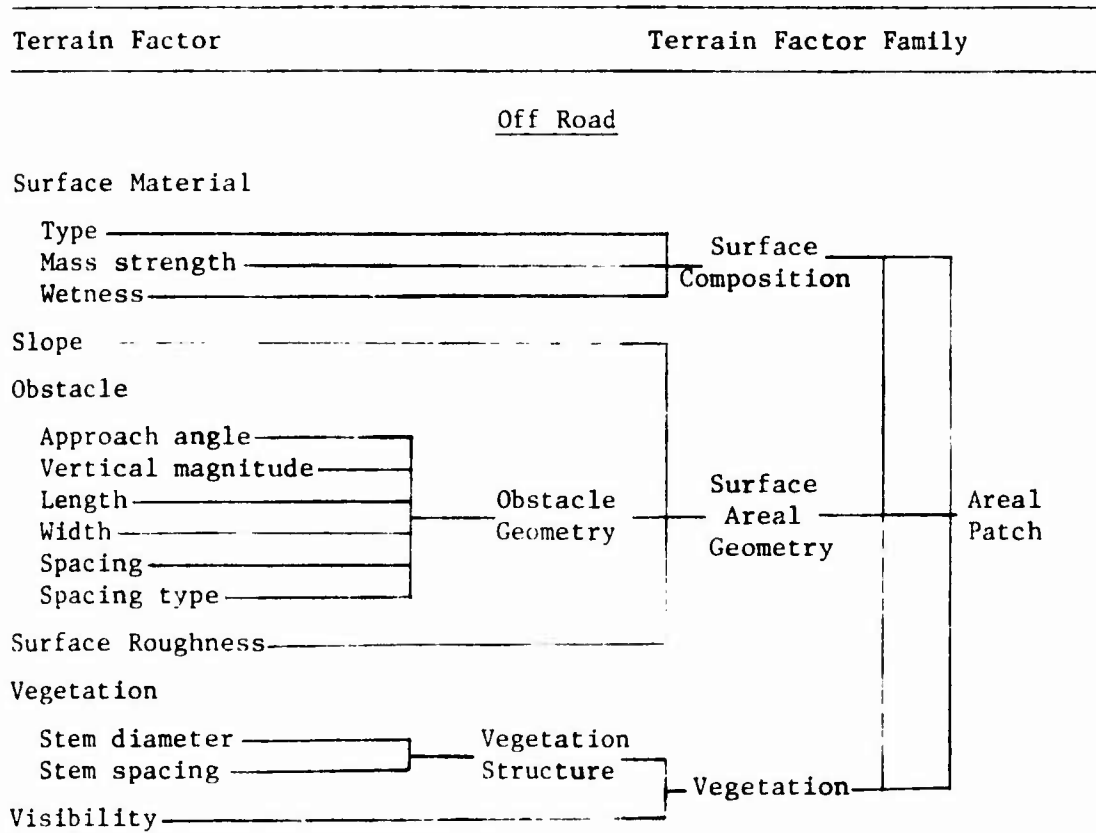 Terrain Factor Terrain Factor Family
Off Road
Surface Material
Type
Mass strength
Wetness
Surface
Composition
Slope
Obstacle
Approach angle
Vertical magnitude
Length
Width
Spacing
Spacing type
Obstacle
Geometry
Surface
Areal
Geometry
Areal
Patch
Surface Roughness
Vegetation
Stem diameter
Stem spacing
Vegetation
Structure
Vegetation
Visibility